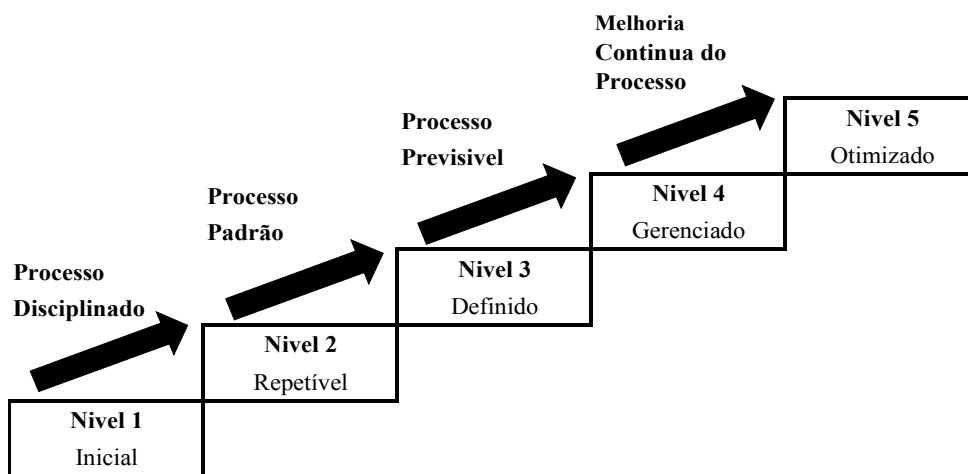 Melhoria
Continua do
Processo
Nivel 5
Otimizado
Processo
Previsivel
Nivel 4
Gerenciado
Processo
Padrão
Nivel 3
Definido
Processo
Disciplinado
Nivel 2
Repetível
Nivel 1
Inicial